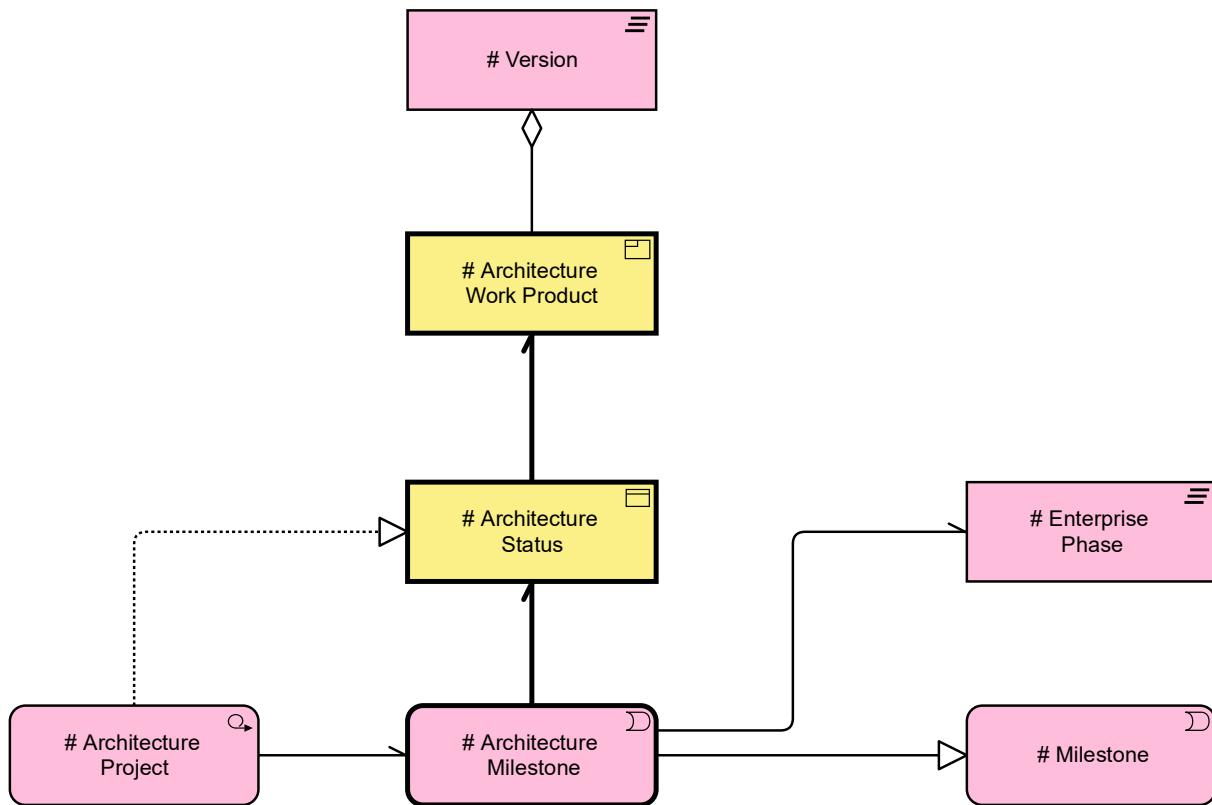 # Version
# Architecture
Work Product
# Architecture
Status
# Enterprise
Phase
# Architecture
Project
# Architecture
Milestone
# Milestone